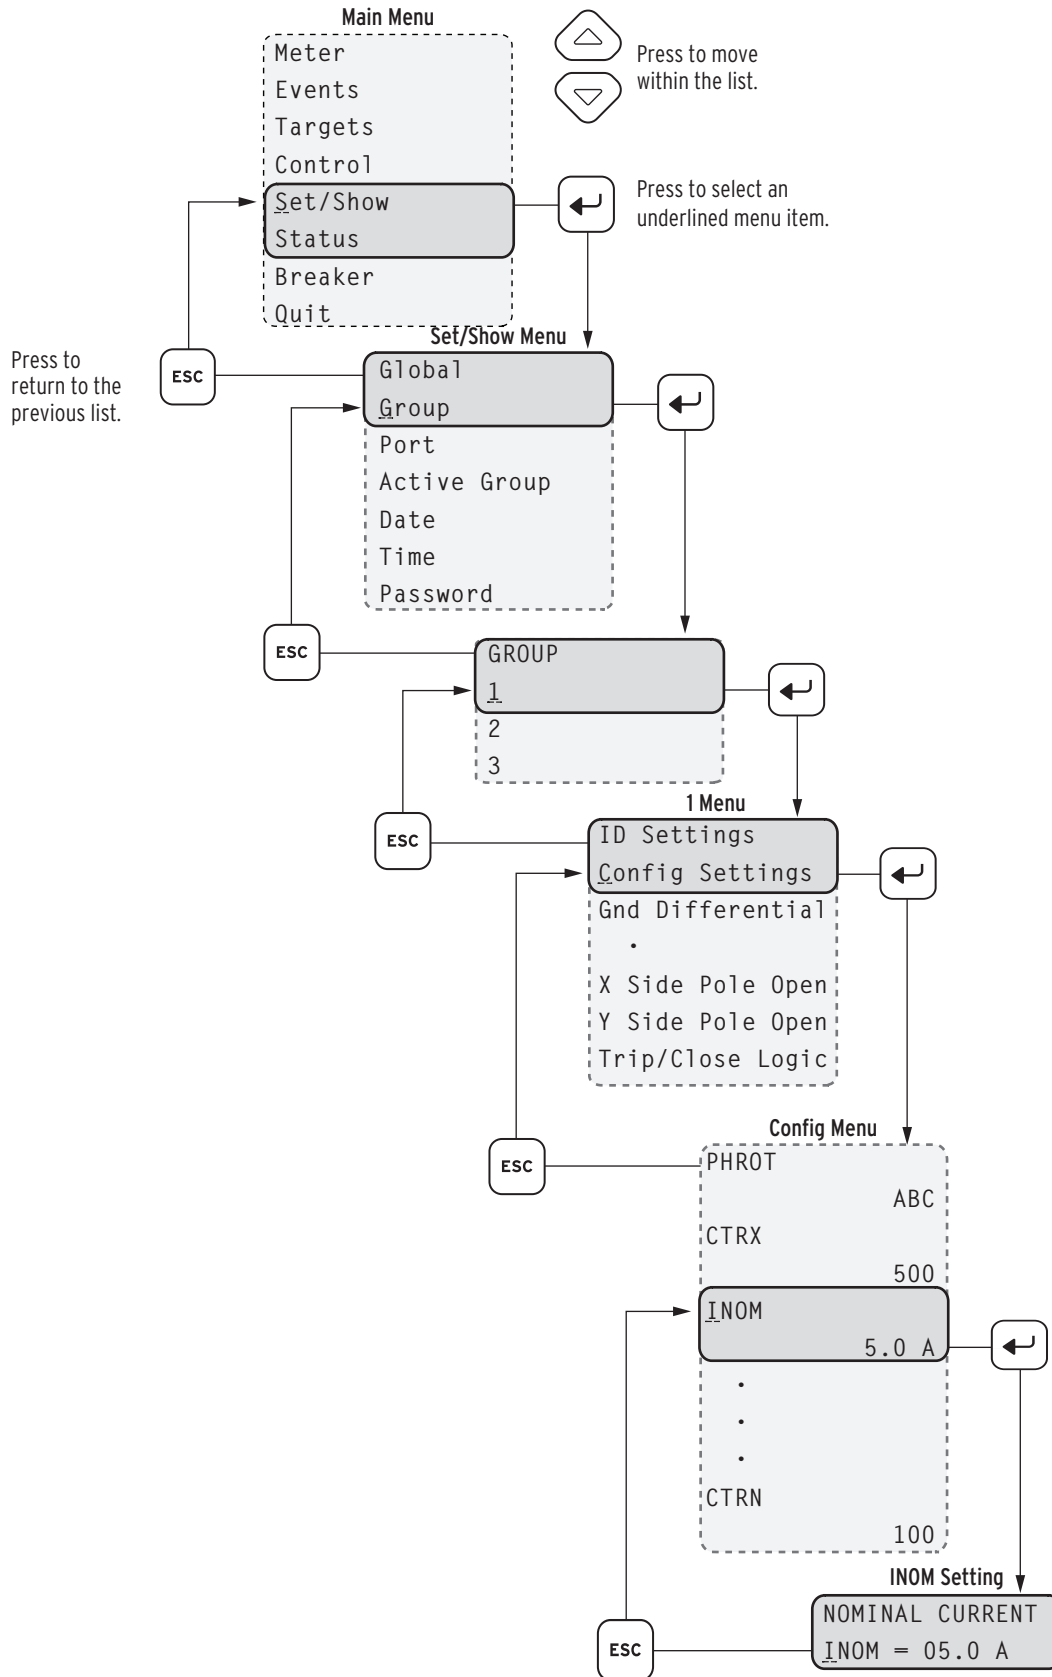 Main Menu
Meter
Events
Targets
Control
Set/Show
Status
Breaker
Quit
Press to move
within the list.
Press to select an
underlined menu item.
Press to
return to the
previous list.
ESC
Set/Show Menu
Global
Group
Port
Active Group
Date
Time
Password
ESC
GROUP
1
2
3
ESC
1 Menu
ID Settings
Config Settings
Gnd Differential
.
X Side Pole Open
Y Side Pole Open
Trip/Close Logic
ESC
Config Menu
PHROT
ABC
CTRX
500
INOM
5.0 A
.
.
.
CTRN
100
ESC
INOM Setting
NOMINAL CURRENT
INOM = 05.0 A